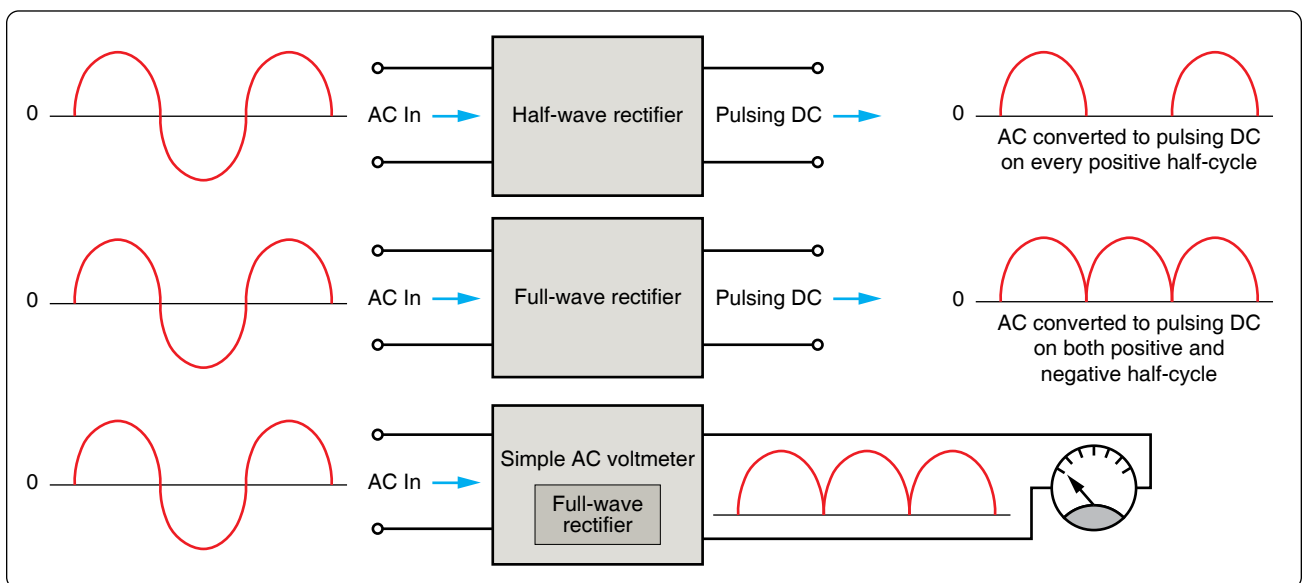 0
AC In
Half-wave rectifier
Pulsing DC
0
AC converted to pulsing DC
on every positive half-cycle
0
AC In
Full-wave rectifier
Pulsing DC
0
AC converted to pulsing DC
on both positive and
negative half-cycle
0
AC In
Simple AC voltmeter
Full-wave
rectifier